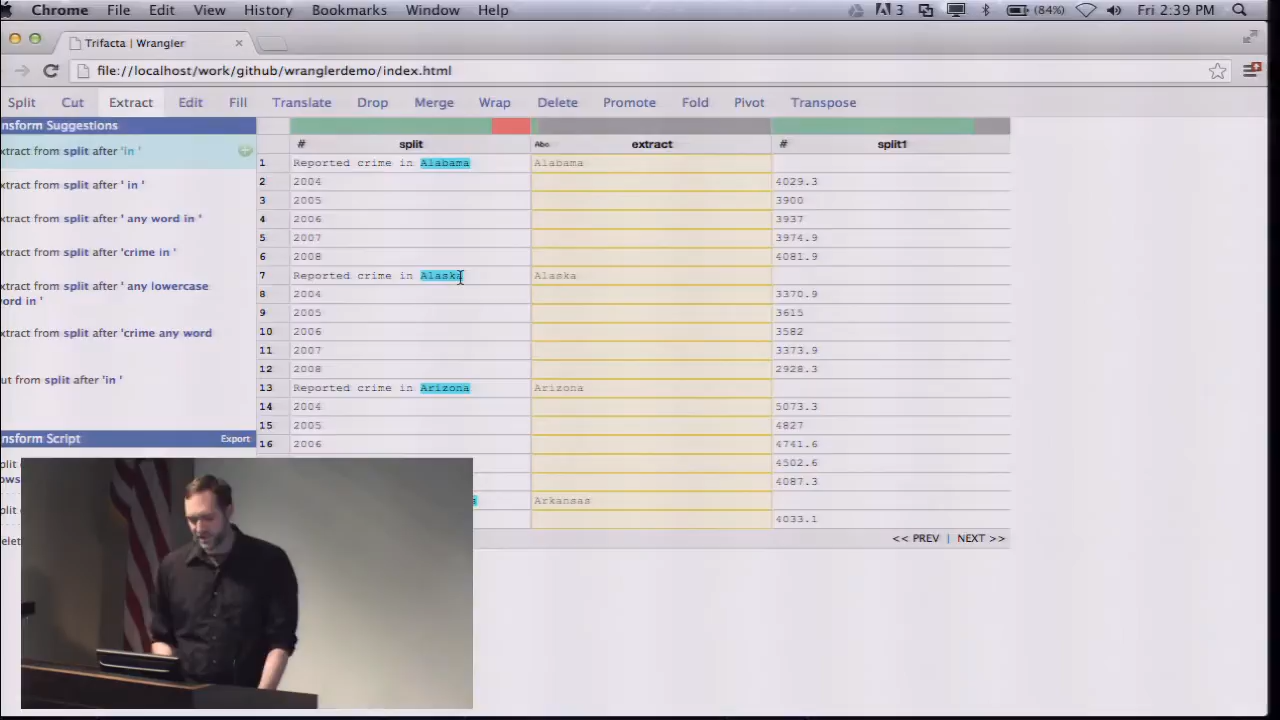 Chrome File Edit View History Bookmarks Window Help 3 (84%) Fri 2:39 PM
Trifacta | Wrangler
file://localhost/work/github/wranglerdemo/index.html
Split Cut Extract Edit Fill Translate Drop Merge Wrap Delete Promote Fold Pivot Transpose
nsform Suggestions
xtract from split after 'in '
xtract from split after ' in '
xtract from split after ' any word in '
xtract from split after 'crime in '
xtract from split after ' any lowercase
word in '
xtract from split after 'crime any word
ut from split after 'in '
nsform Script Export
plit
ows
plit
elet
# split Abc extract # split1
1 Reported crime in Alabama Alabama
2 2004 4029.3
3 2005 3900
4 2006 3937
5 2007 3974.9
6 2008 4081.9
7 Reported crime in Alaska Alaska
8 2004 3370.9
9 2005 3615
10 2006 3582
11 2007 3373.9
12 2008 2928.3
13 Reported crime in Arizona Arizona
14 2004 5073.3
15 2005 4827
16 2006 4741.6
4502.6
4087.3
Arkansas
4033.1
<< PREV | NEXT >>